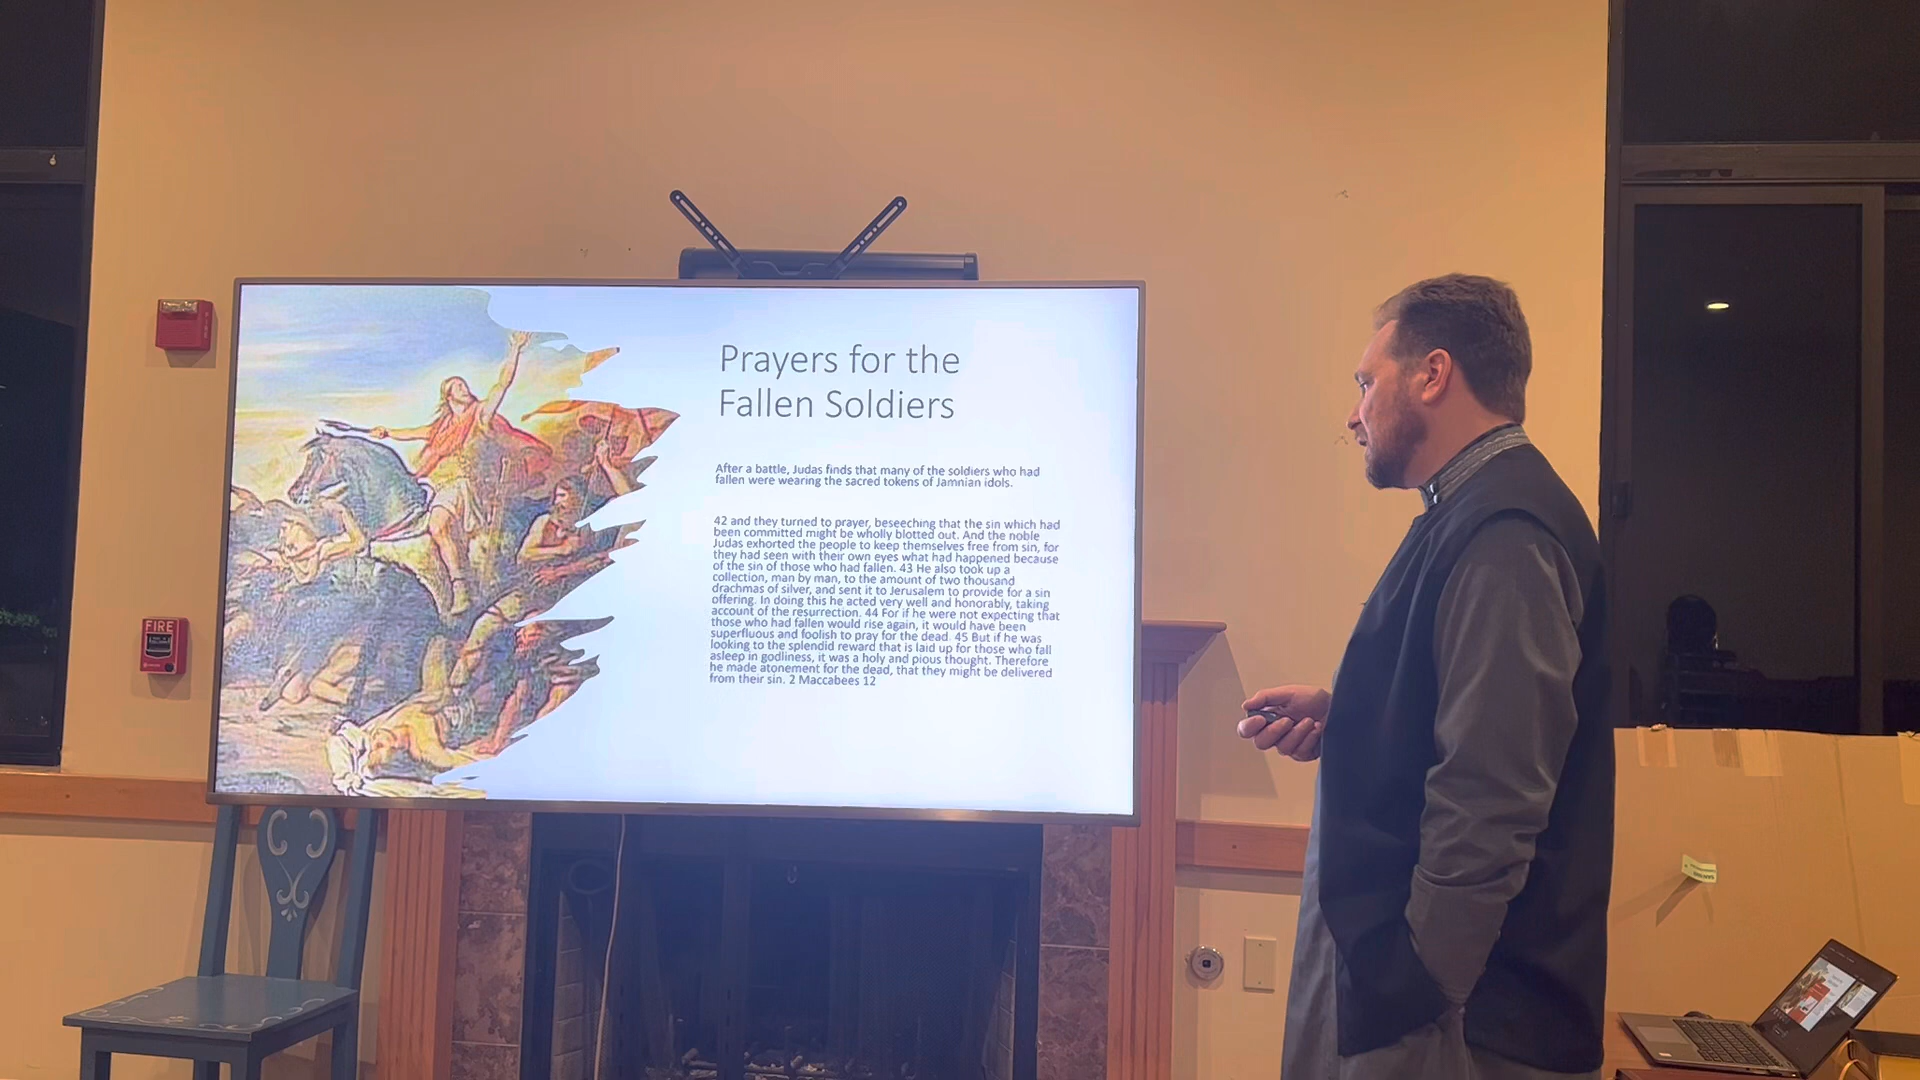 Prayers for the
Fallen Soldiers
After a battle, Judas finds that many of the soldiers who had
fallen were wearing the sacred tokens of Jamnian idols.
42 and they turned to prayer, beseeching that the sin which had
been committed might be wholly blotted out. And the noble
Judas exhorted the people to keep themselves free from sin, for
they had seen with their own eyes what had happened because
of the sin of those who had fallen. 43 He also took up a
collection, man by man, to the amount of two thousand
drachmas of silver, and sent it to Jerusalem to provide for a sin
offering. In doing this he acted very well and honorably, taking
account of the resurrection. 44 For if he were not expecting that
those who had fallen would rise again, it would have been
superfluous and foolish to pray for the dead. 45 But if he was
looking to the splendid reward that is laid up for those who fall
asleep in godliness, it was a holy and pious thought. Therefore
he made atonement for the dead, that they might be delivered
from their sin. 2 Maccabees 12
FIRE
FIRE